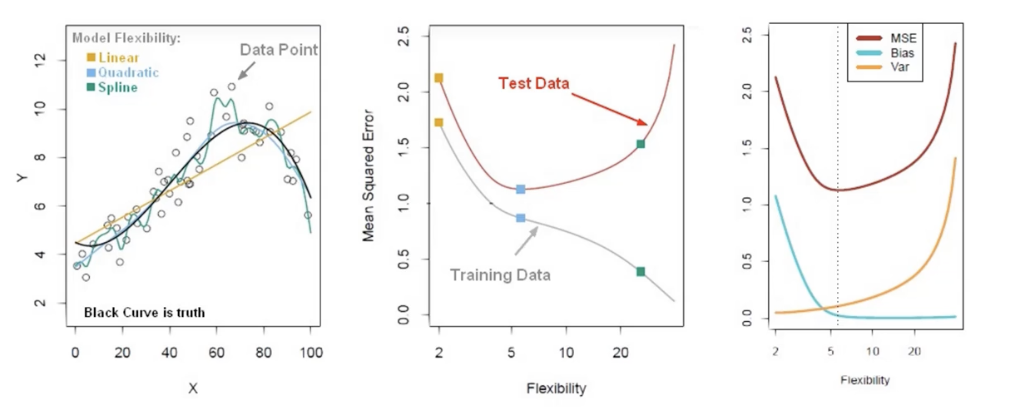 Model Flexibility:
Linear
Quadratic
Spline
Data Point
Black Curve is truth
Y
12
10
8
6
4
2
0 20 40 60 80 100
X
Mean Squared Error
2.5
2.0
1.5
1.0
0.5
0.0
Test Data
Training Data
2 5 10 20
Flexibility
MSE
Bias
Var
2.5
2.0
1.5
1.0
0.5
0.0
2 5 10 20
Flexibility